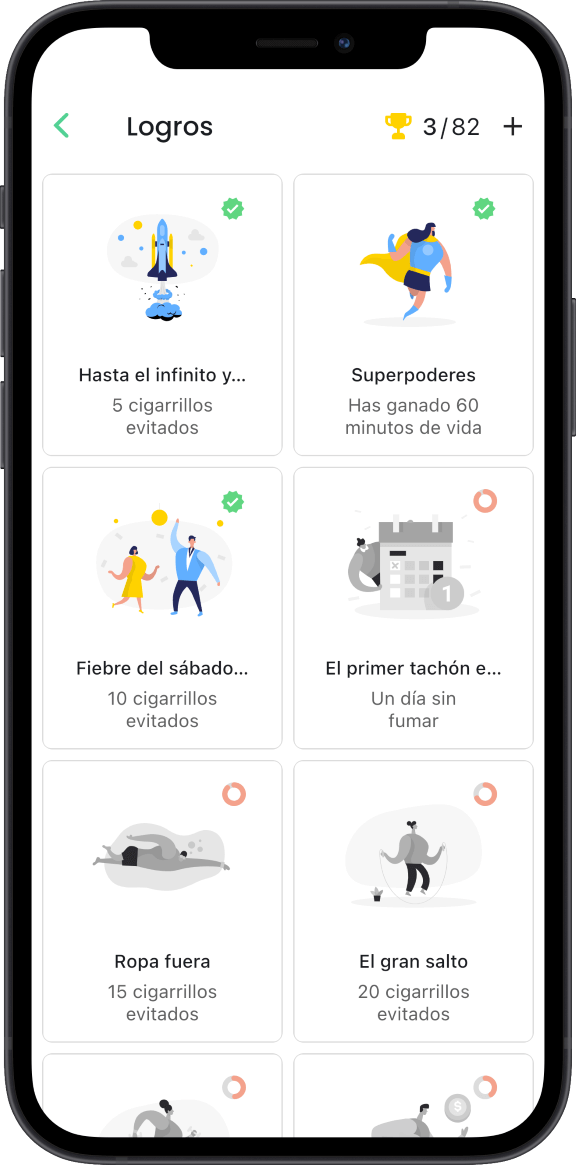 Logros
3/82
Hasta el infinito y...
5 cigarrillos
evitados
Superpoderes
Has ganado 60
minutos de vida
Fiebre del sábado...
10 cigarrillos
evitados
El primer tachón e...
Un día sin
fumar
1
Ropa fuera
15 cigarrillos
evitados
El gran salto
20 cigarrillos
evitados
$